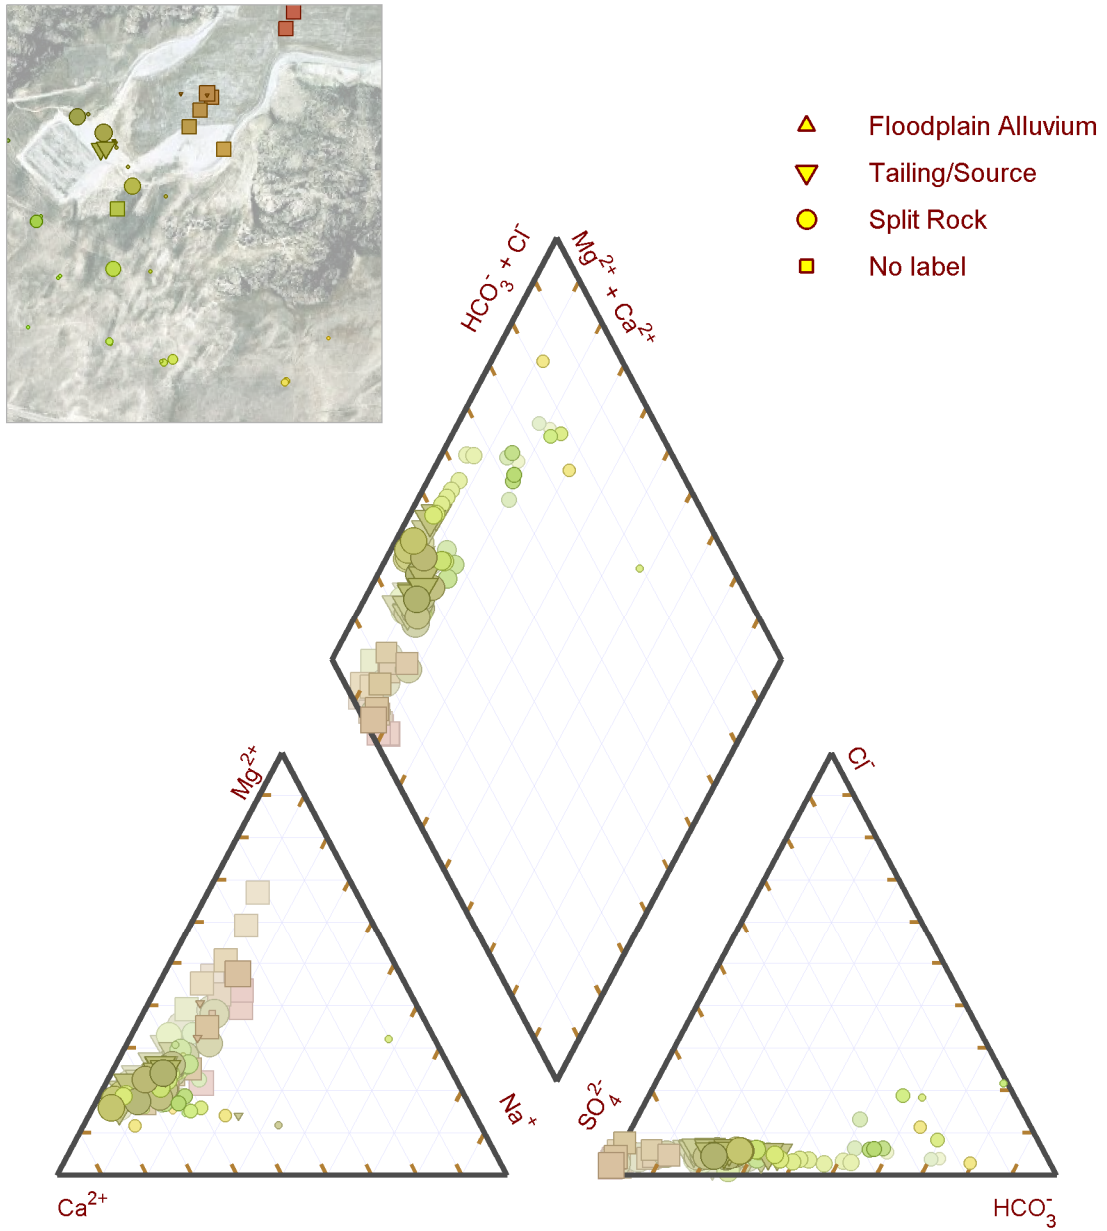 Floodplain Alluvium
Tailing/Source
Split Rock
No label
HCO₃⁻ + Cl⁻
Mg²⁺ + Ca²⁺
Mg²⁺
Cl⁻
Na⁺
SO₄²⁻
Ca²⁺
HCO₃⁻